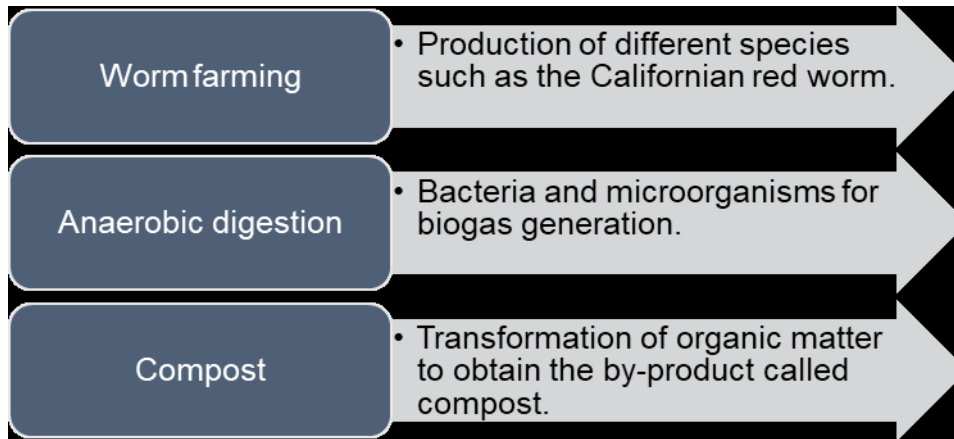 Worm farming
• Production of different species
such as the Californian red worm.
Anaerobic digestion
• Bacteria and microorganisms for
biogas generation.
Compost
• Transformation of organic matter
to obtain the by-product called
compost.